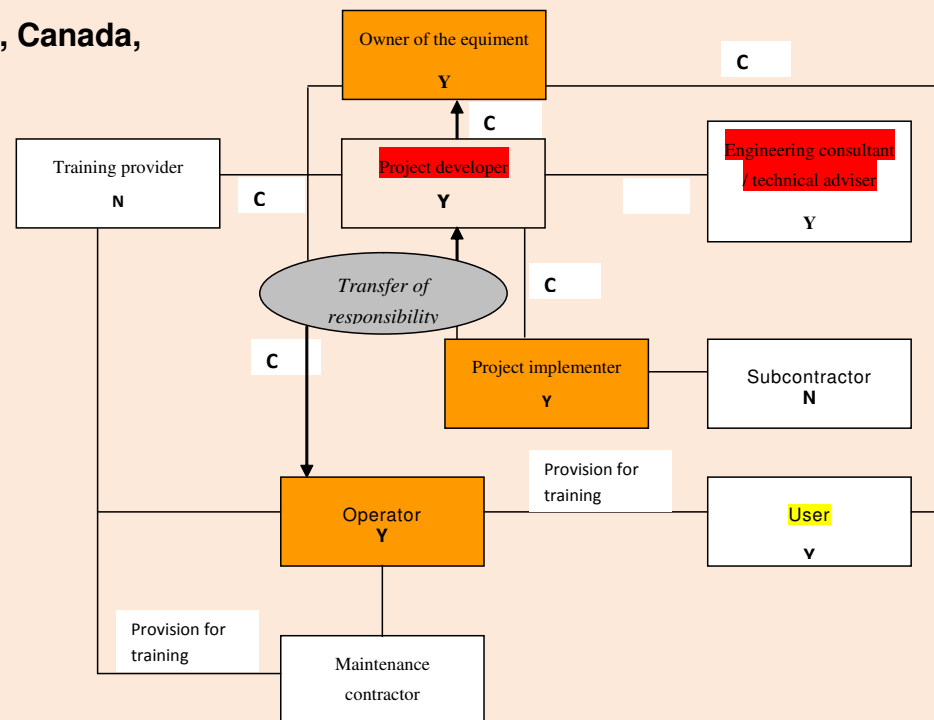 , Canada,
Owner of the equiment
Y
C
C
Training provider
N
C
Project developer
Y
Engineering consultant
/ technical adviser
Y
Transfer of
responsibility
C
C
Project implementer
Y
Subcontractor
N
Provision for
training
Operator
Y
User
Y
Provision for
training
Maintenance
contractor